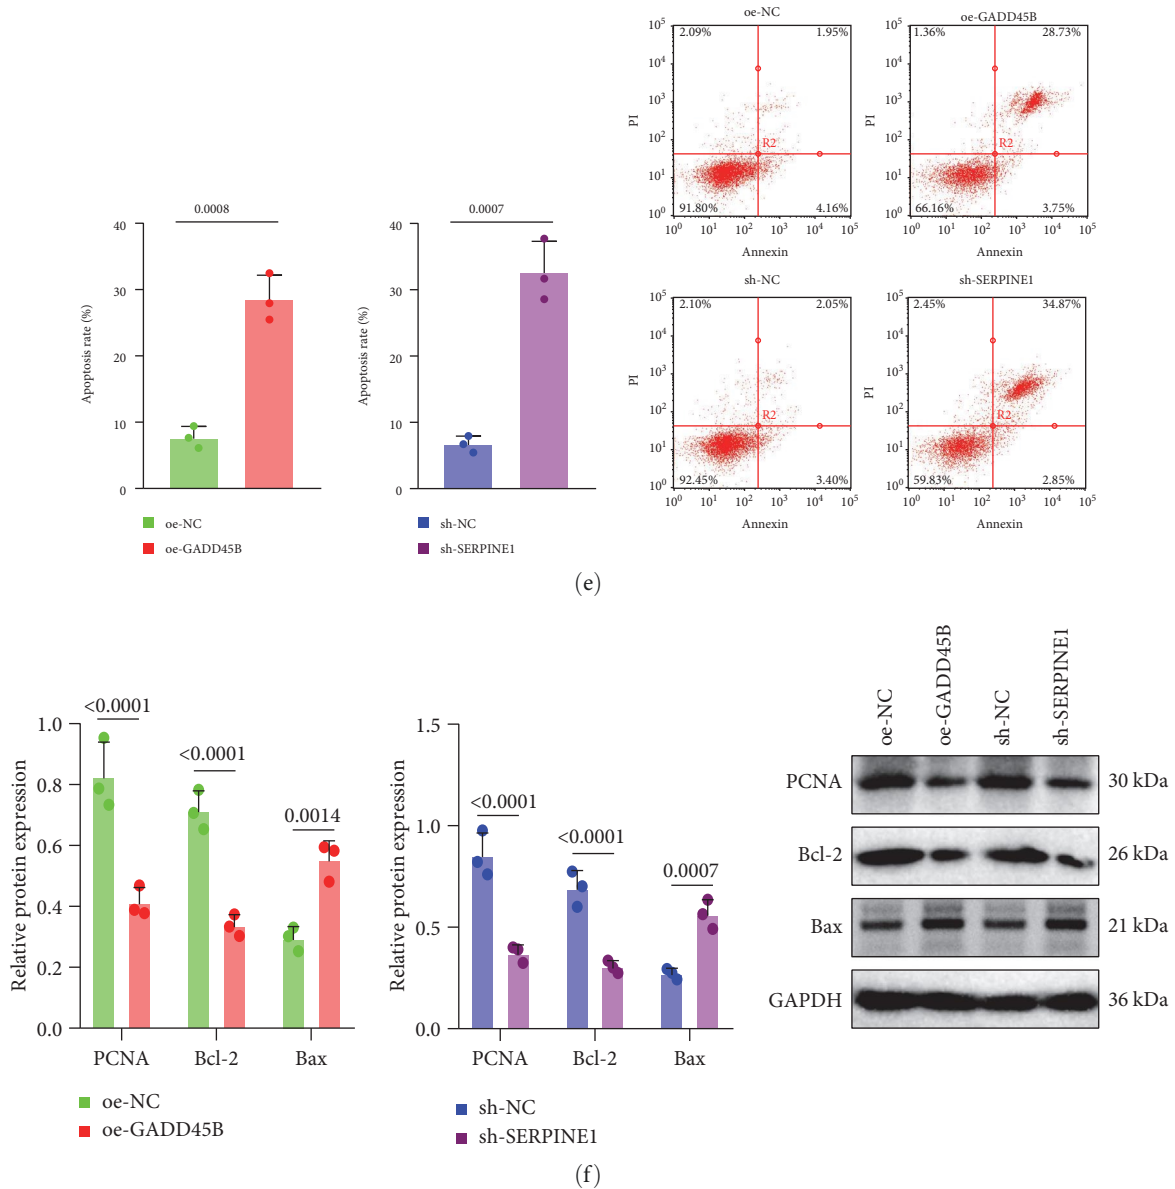 0.0008
40
30
20
10
0
Apoptosis rate (%)
oe-NC
oe-GADD45B
0.0007
40
30
20
10
0
Apoptosis rate (%)
sh-NC
sh-SERPINE1
oe-NC
2.09% 1.95%
R2
91.80% 4.16%
10⁵
10⁴
10³
10²
10¹
10⁰
PI
10⁰ 10¹ 10² 10³ 10⁴ 10⁵
Annexin
oe-GADD45B
1.36% 28.73%
R2
66.16% 3.75%
10⁵
10⁴
10³
10²
10¹
10⁰
PI
10⁰ 10¹ 10² 10³ 10⁴ 10⁵
Annexin
sh-NC
2.10% 2.05%
R2
92.45% 3.40%
10⁵
10⁴
10³
10²
10¹
10⁰
PI
10⁰ 10¹ 10² 10³ 10⁴ 10⁵
Annexin
sh-SERPINE1
2.45% 34.87%
R2
59.83% 2.85%
10⁵
10⁴
10³
10²
10¹
10⁰
PI
10⁰ 10¹ 10² 10³ 10⁴ 10⁵
Annexin
(e)
<0.0001
<0.0001
0.0014
1.0
0.8
0.6
0.4
0.2
0.0
Relative protein expression
PCNA Bcl-2 Bax
oe-NC
oe-GADD45B
<0.0001
<0.0001
0.0007
1.5
1.0
0.5
0.0
Relative protein expression
PCNA Bcl-2 Bax
sh-NC
sh-SERPINE1
oe-NC oe-GADD45B sh-NC sh-SERPINE1
PCNA 30 kDa
Bcl-2 26 kDa
Bax 21 kDa
GAPDH 36 kDa
(f)